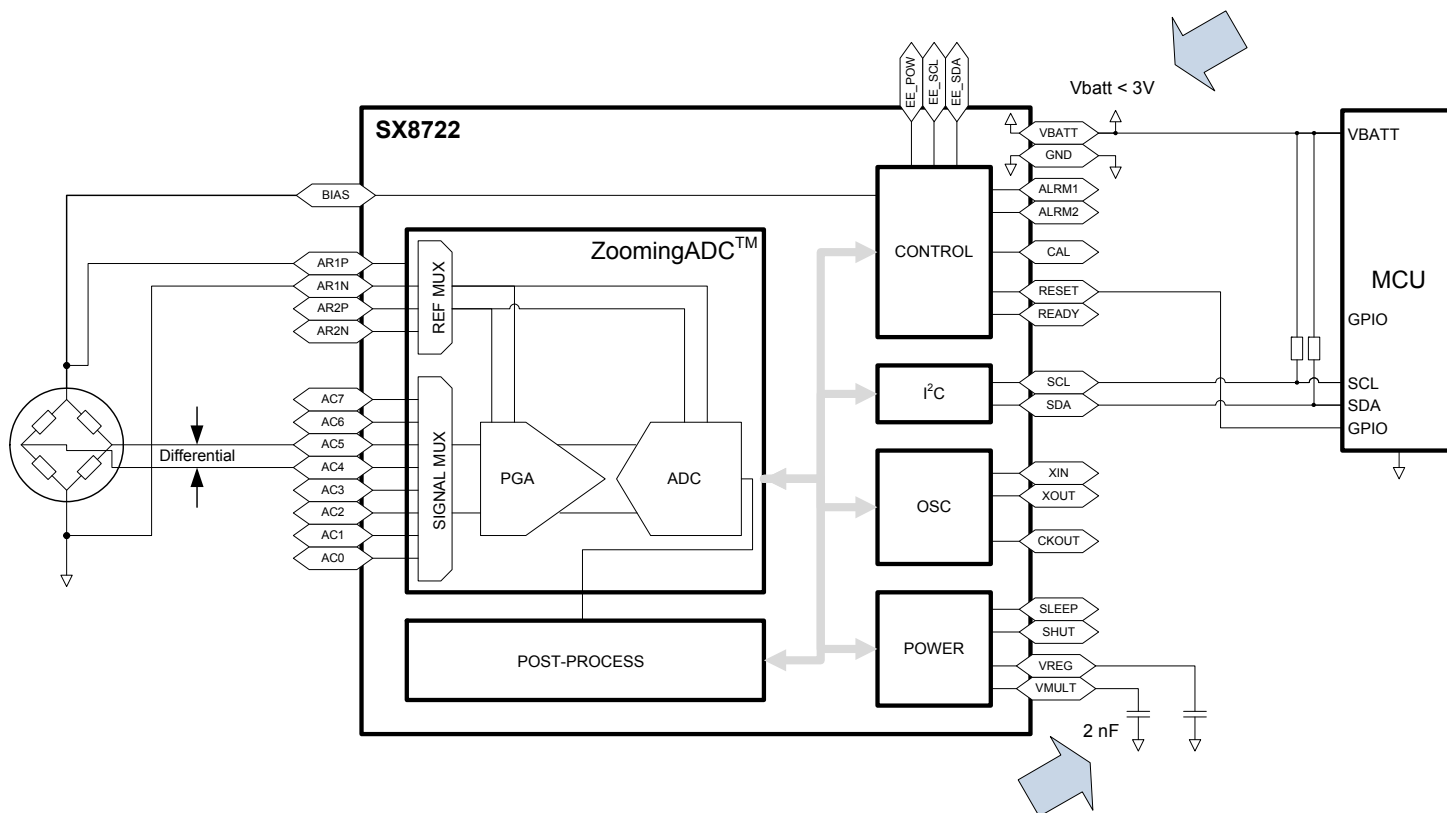 EE_POW
EE_SCL
EE_SDA
Vbatt < 3V
SX8722
VBATT
GND
VBATT
BIAS
ALRM1
ALRM2
ZoomingADC™
CONTROL
CAL
MCU
AR1P
AR1N
AR2P
AR2N
REF MUX
RESET
READY
GPIO
AC7
AC6
AC5
AC4
AC3
AC2
AC1
AC0
Differential
SIGNAL MUX
PGA
ADC
I²C
SCL
SDA
SCL
SDA
GPIO
OSC
XIN
XOUT
CKOUT
POST-PROCESS
POWER
SLEEP
SHUT
VREG
VMULT
2 nF